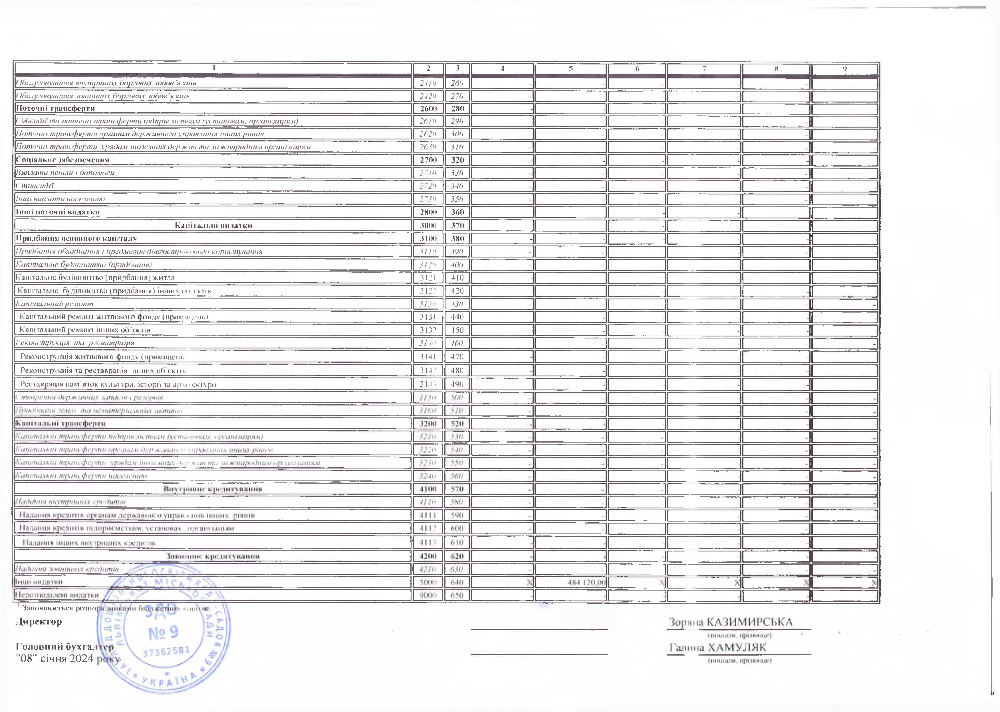 1 2 3 4 5 6 7 8 9
Обслуговування внутрішніх боргових зобов'язань 2410 260 - - - - - -
Обслуговування зовнішніх боргових зобов'язань 2420 270 - - - - - -
Поточні трансферти 2600 280 - - - - - -
Субсидії та поточні трансферти підприємствам (установам, організаціям) 2610 290 - - - - - -
Поточні трансферти органам державного управління інших рівнів 2620 300 - - - - - -
Поточні трансферти урядам іноземних держав та міжнародним організаціям 2630 310 - - - - - -
Соціальне забезпечення 2700 320 - - - - - -
Виплата пенсій і допомоги 2710 330 - - - - - -
Стипендії 2720 340 - - - - - -
Інші виплати населенню 2730 350 - - - - - -
Інші поточні видатки 2800 360 - - - -
Капітальні видатки 3000 370 - - - -
Придбання основного капіталу 3100 380 - - - - - -
Придбання обладнання і предметів довгострокового користування 3110 390 - - - - - -
Капітальне будівництво (придбання) 3120 400 - - - - - -
Капітальне будівництво (придбання) житла 3121 410 - - - - - -
Капітальне будівництво (придбання) інших об'єктів 3122 420 - - - - - -
Капітальний ремонт 3130 430 - - - - - -
Капітальний ремонт житлового фонду (приміщень) 3131 440 - - - - - -
Капітальний ремонт інших об'єктів 3132 450 - - - - - -
Реконструкція та реставрація 3140 460 - - - - - -
Реконструкція житлового фонду (приміщень) 3141 470 - - - - - -
Реконструкція та реставрація інших об'єктів 3142 480 - - - - - -
Реставрація пам'яток культури, історії та архітектури 3143 490 - - - - - -
Створення державних запасів і резервів 3150 500 - - - - - -
Придбання землі та нематеріальних активів 3160 510 - - - - - -
Капітальні трансферти 3200 520 - - - - - -
Капітальні трансферти підприємствам (установам, організаціям) 3210 530 - - - - - -
Капітальні трансферти органам державного управління інших рівнів 3220 540 - - - - - -
Капітальні трансферти урядам іноземних держав та міжнародним організаціям 3230 550 - - - - - -
Капітальні трансферти населенню 3240 560 - - - - - -
Внутрішнє кредитування 4100 570 - - - - - -
Надання внутрішніх кредитів 4110 580 - - - - - -
Надання кредитів органам державного управління інших рівнів 4111 590 - - - - - -
Надання кредитів підприємствам, установам, організаціям 4112 600 - - - - - -
Надання інших внутрішніх кредитів 4113 610 - - - - - -
Зовнішнє кредитування 4200 620 - - - - - -
Надання зовнішніх кредитів 4210 630 - - - - - -
Інші видатки 5000 640 X 484 120,00 X X X X
Нерозподілені видатки 9000 650 - - - - - -
Заповнюється розпорядниками бюджетних коштів
Директор
Зоряна КАЗИМИРСЬКА
(ініціали, прізвище)
Головний бухгалтер
Галина ХАМУЛЯК
(ініціали, прізвище)
"08" січня 2024 року
ЗДО
№ 9
37362581
* УКРАЇНА *
САДОК №9